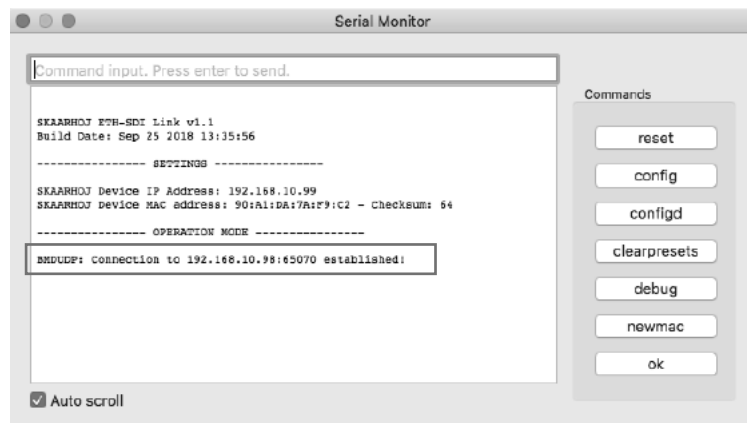 Serial Monitor
Command input. Press enter to send.
SKAARHOJ ETH-SDI Link v1.1
Build Date: Sep 25 2018 13:35:56
---------------- SETTINGS ----------------
SKAARHOJ Device IP Address: 192.168.10.99
SKAARHOJ Device MAC address: 90:A1:DA:7A:F9:C2 - Checksum: 64
---------------- OPERATION MODE ----------------
BMDUDP: Connection to 192.168.10.98:65070 established!
Auto scroll
Commands
reset
config
configd
clearpresets
debug
newmac
ok